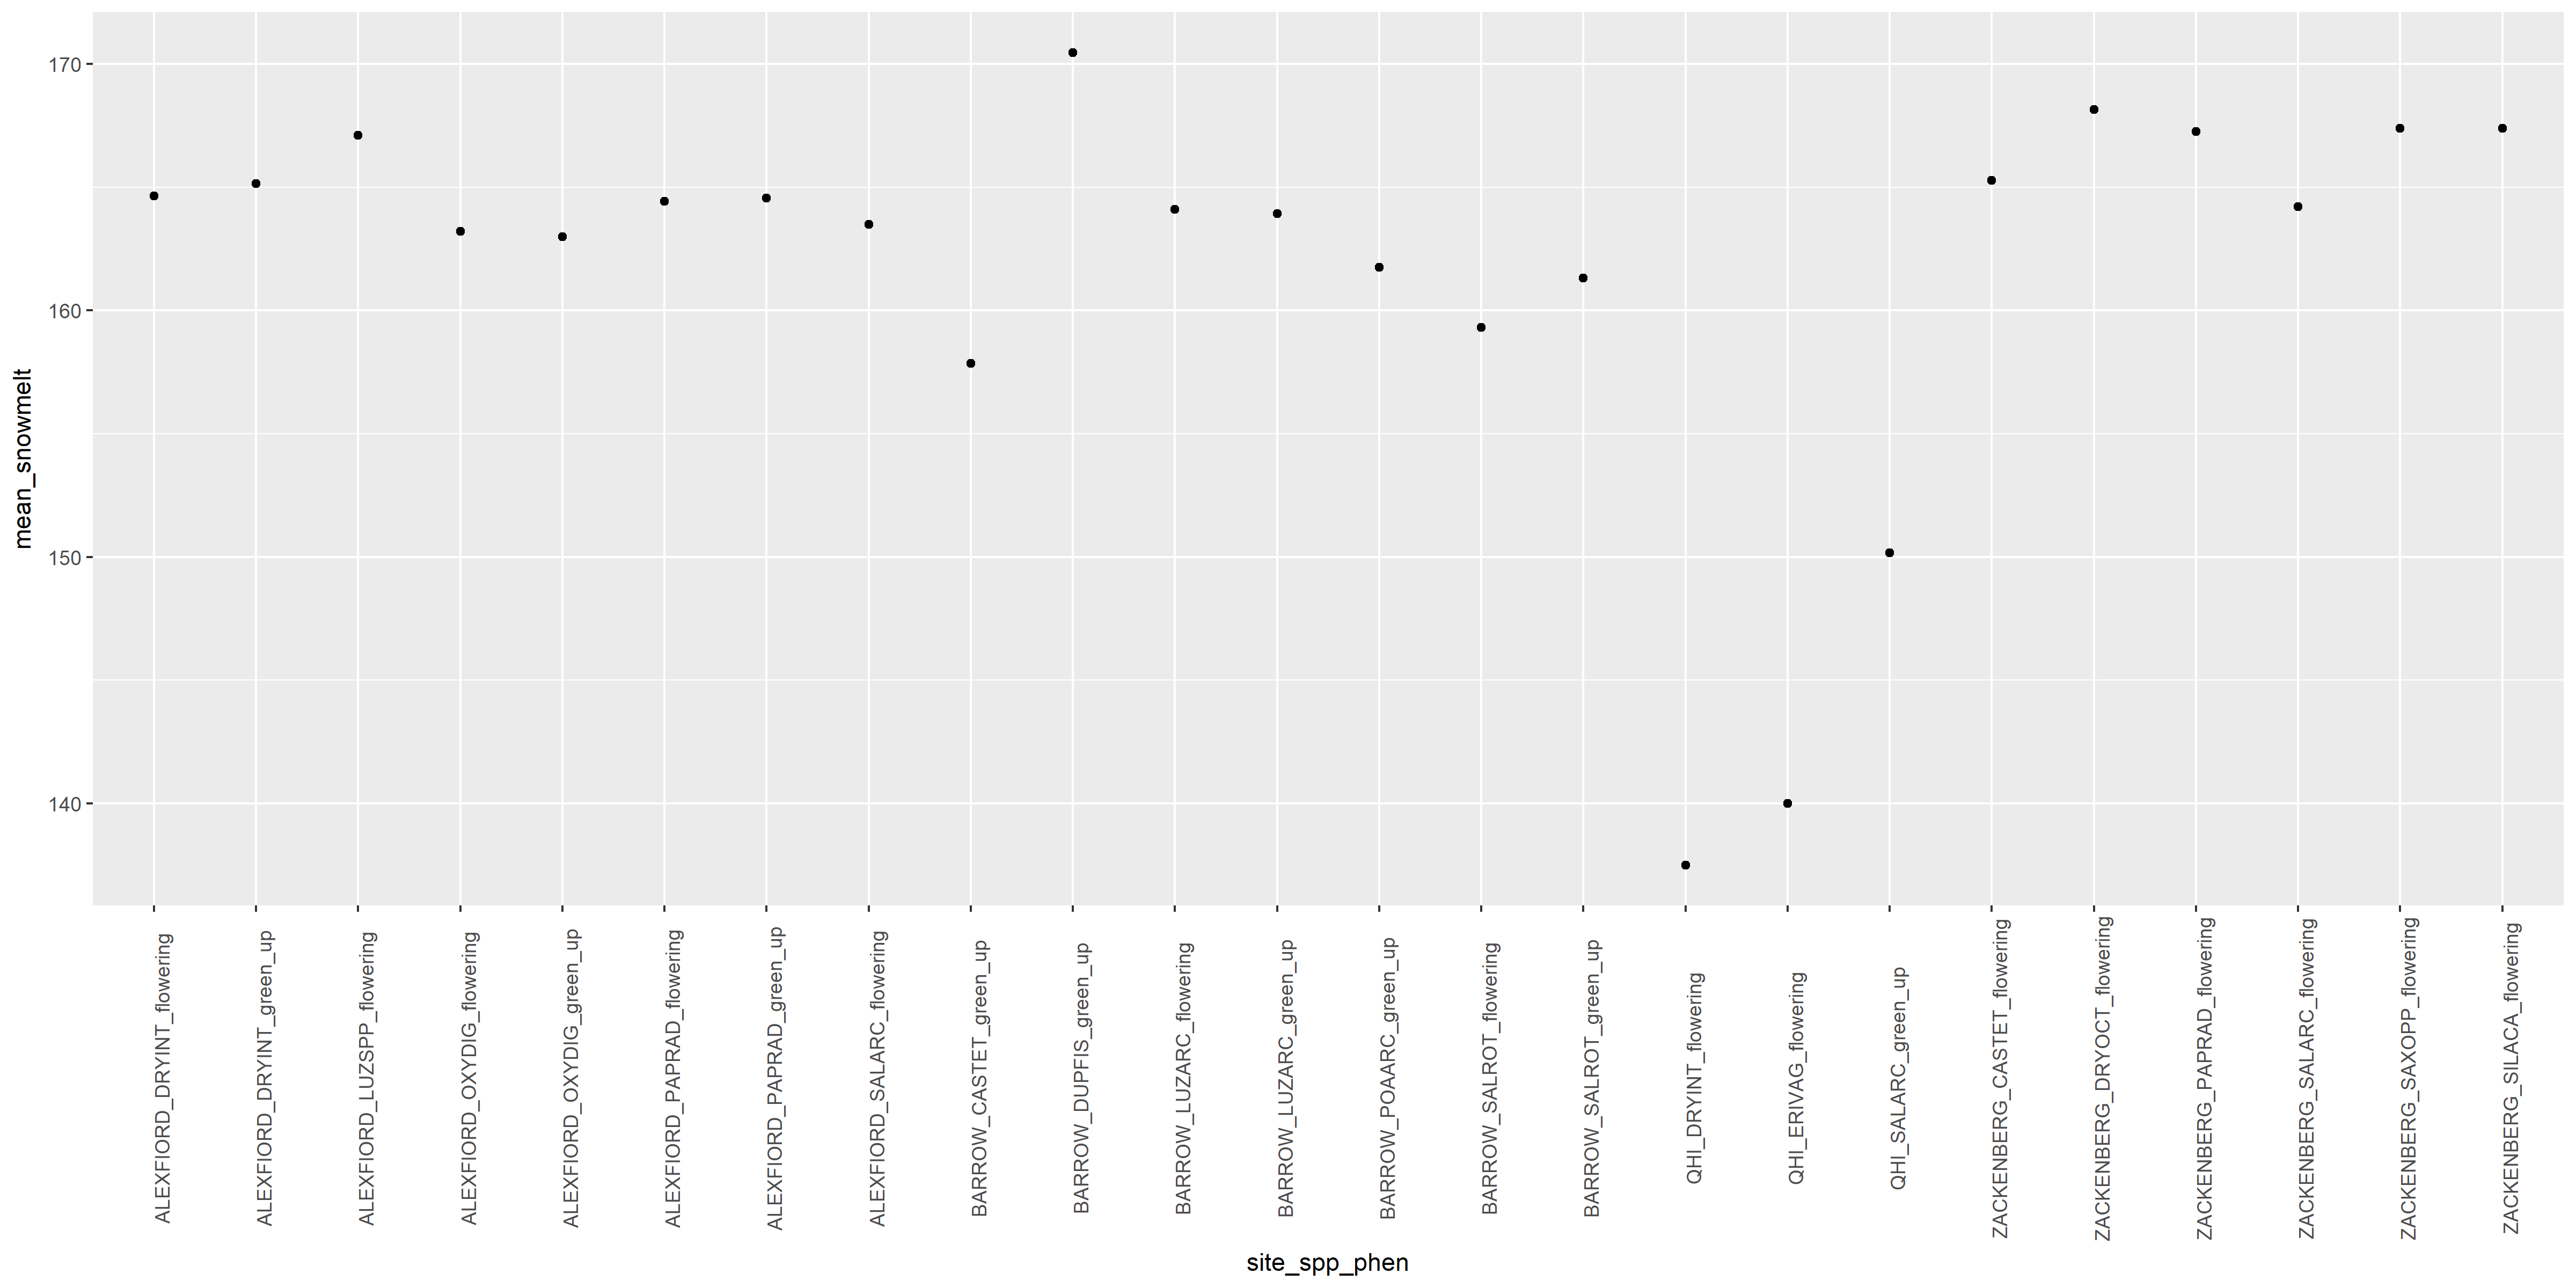 mean_snowmelt
170
160
150
140
ALEXFIORD_DRYINT_flowering
ALEXFIORD_DRYINT_green_up
ALEXFIORD_LUZSPP_flowering
ALEXFIORD_OXYDIG_flowering
ALEXFIORD_OXYDIG_green_up
ALEXFIORD_PAPRAD_flowering
ALEXFIORD_PAPRAD_green_up
ALEXFIORD_SALARC_flowering
BARROW_CASTET_green_up
BARROW_DUPFIS_green_up
BARROW_LUZARC_flowering
BARROW_LUZARC_green_up
BARROW_POAARC_green_up
BARROW_SALROT_flowering
BARROW_SALROT_green_up
QHI_DRYINT_flowering
QHI_ERIVAG_flowering
QHI_SALARC_green_up
ZACKENBERG_CASTET_flowering
ZACKENBERG_DRYOCT_flowering
ZACKENBERG_PAPRAD_flowering
ZACKENBERG_SALARC_flowering
ZACKENBERG_SAXOPP_flowering
ZACKENBERG_SILACA_flowering
site_spp_phen